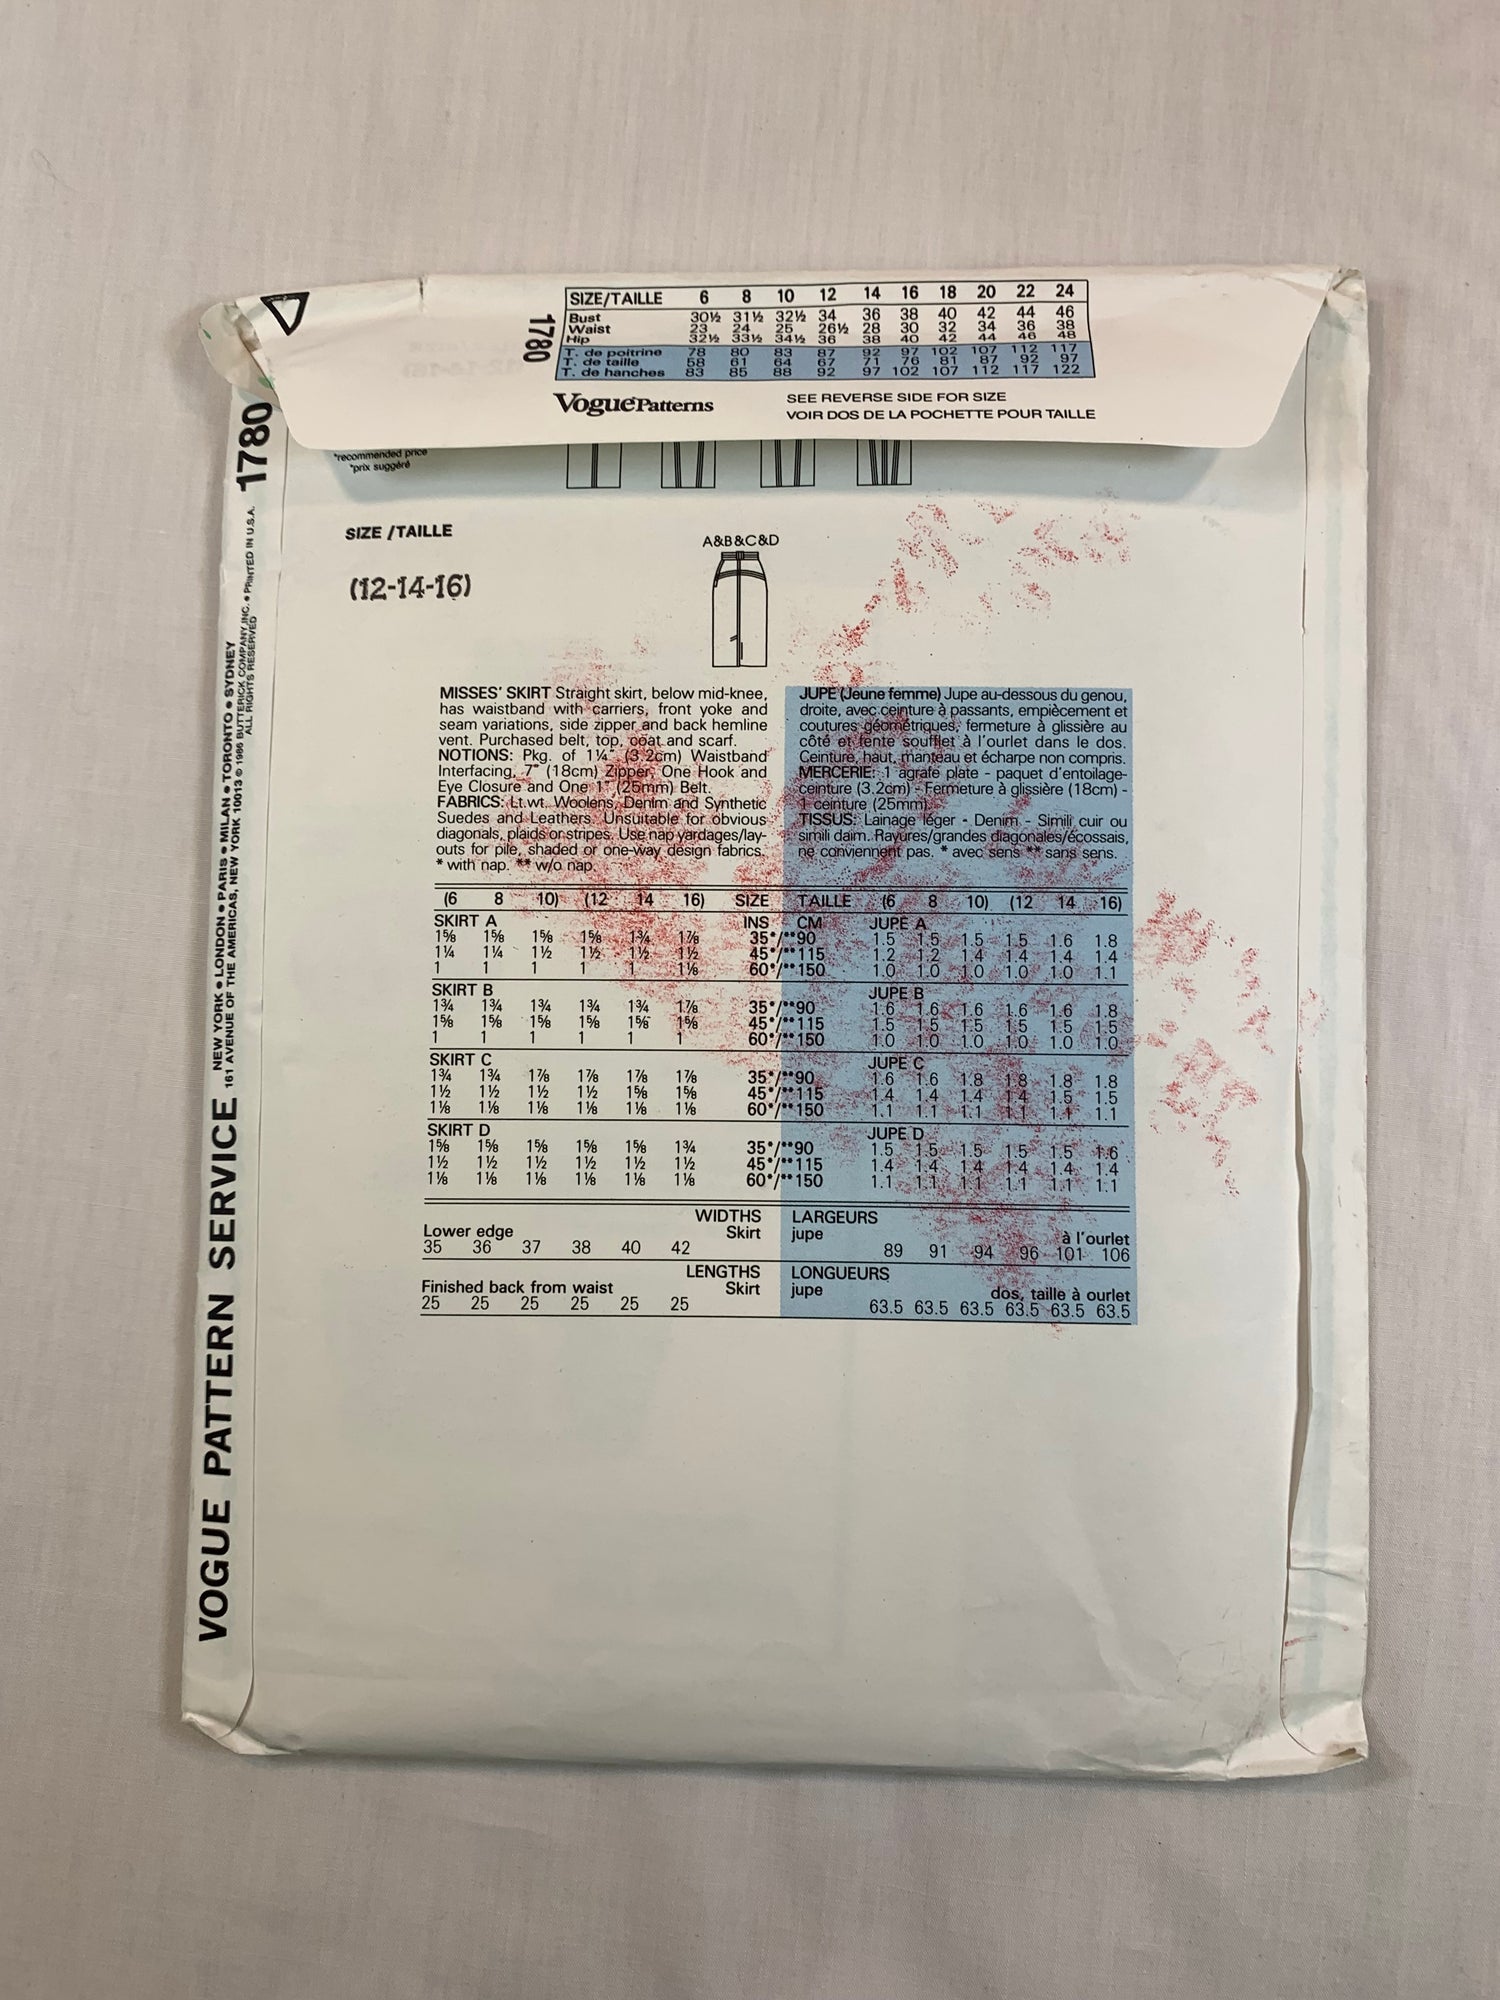 SIZE/TAILLE 6 8 10 12 14 16 18 20 22 24
Bust 30½ 31½ 32½ 34 36 38 40 42 44 46
Waist 23 24 25 26½ 28 30 32 34 36 38
Hip 32½ 33½ 34½ 36 38 40 42 44 46 48
T. de poitrine 78 80 83 87 92 97 102 107 112 117
T. de taille 58 61 64 67 71 76 81 87 92 97
T. de hanches 83 85 88 92 97 102 107 112 117 122
1780
Vogue Patterns
SEE REVERSE SIDE FOR SIZE
VOIR DOS DE LA POCHETTE POUR TAILLE
*recommended price
*prix suggéré
SIZE /TAILLE
(12-14-16)
A&B&C&D
MISSES' SKIRT Straight skirt, below mid-knee,
has waistband with carriers, front yoke and
seam variations, side zipper and back hemline
vent. Purchased belt, top, coat and scarf.
NOTIONS: Pkg. of 1¼" (3.2cm) Waistband
Interfacing, 7" (18cm) Zipper, One Hook and
Eye Closure and One 1" (25mm) Belt.
FABRICS: Lt.wt. Woolens, Denim and Synthetic
Suedes and Leathers. Unsuitable for obvious
diagonals, plaids or stripes. Use nap yardages/lay-
outs for pile, shaded or one-way design fabrics.
* with nap. ** w/o nap.
JUPE (Jeune femme) Jupe au-dessous du genou,
droite, avec ceinture à passants, empiècement et
coutures géométriques, fermeture à glissière au
côté et fente soufflet à l'ourlet dans le dos.
Ceinture, haut, manteau et écharpe non compris.
MERCERIE: 1 agrafe plate - paquet d'entoilage-
ceinture (3.2cm) - Fermeture à glissière (18cm) -
1 ceinture (25mm).
TISSUS: Lainage léger - Denim - Simili cuir ou
simili daim. Rayures/grandes diagonales/écossais,
ne conviennent pas. * avec sens ** sans sens.
(6 8 10) (12 14 16) SIZE TAILLE (6 8 10) (12 14 16)
SKIRT A INS CM JUPE A
1⅝ 1⅝ 1⅝ 1⅝ 1¾ 1⅞ 35*/**90 1.5 1.5 1.5 1.5 1.6 1.8
1¼ 1¼ 1½ 1½ 1½ 1½ 45*/**115 1.2 1.2 1.4 1.4 1.4 1.4
1 1 1 1 1 1⅛ 60*/**150 1.0 1.0 1.0 1.0 1.0 1.1
SKIRT B JUPE B
1¾ 1¾ 1¾ 1¾ 1¾ 1⅞ 35*/**90 1.6 1.6 1.6 1.6 1.6 1.8
1⅝ 1⅝ 1⅝ 1⅝ 1⅝ 1⅝ 45*/**115 1.5 1.5 1.5 1.5 1.5 1.5
1 1 1 1 1 1 60*/**150 1.0 1.0 1.0 1.0 1.0 1.0
SKIRT C JUPE C
1¾ 1¾ 1⅞ 1⅞ 1⅞ 1⅞ 35*/**90 1.6 1.6 1.8 1.8 1.8 1.8
1½ 1½ 1½ 1½ 1⅝ 1⅝ 45*/**115 1.4 1.4 1.4 1.4 1.5 1.5
1⅛ 1⅛ 1⅛ 1⅛ 1⅛ 1⅛ 60*/**150 1.1 1.1 1.1 1.1 1.1 1.1
SKIRT D JUPE D
1⅝ 1⅝ 1⅝ 1⅝ 1⅝ 1¾ 35*/**90 1.5 1.5 1.5 1.5 1.5 1.6
1½ 1½ 1½ 1½ 1½ 1½ 45*/**115 1.4 1.4 1.4 1.4 1.4 1.4
1⅛ 1⅛ 1⅛ 1⅛ 1⅛ 1⅛ 60*/**150 1.1 1.1 1.1 1.1 1.1 1.1
WIDTHS LARGEURS
Lower edge Skirt jupe à l'ourlet
35 36 37 38 40 42 89 91 94 96 101 106
LENGTHS LONGUEURS
Finished back from waist Skirt jupe dos, taille à ourlet
25 25 25 25 25 25 63.5 63.5 63.5 63.5 63.5 63.5
VOGUE PATTERN SERVICE
NEW YORK ● LONDON ● PARIS ● MILAN ● TORONTO ● SYDNEY
161 AVENUE OF THE AMERICAS, NEW YORK 10013 © 1986 BUTTERICK COMPANY, INC. ● PRINTED IN U.S.A.
ALL RIGHTS RESERVED
1780